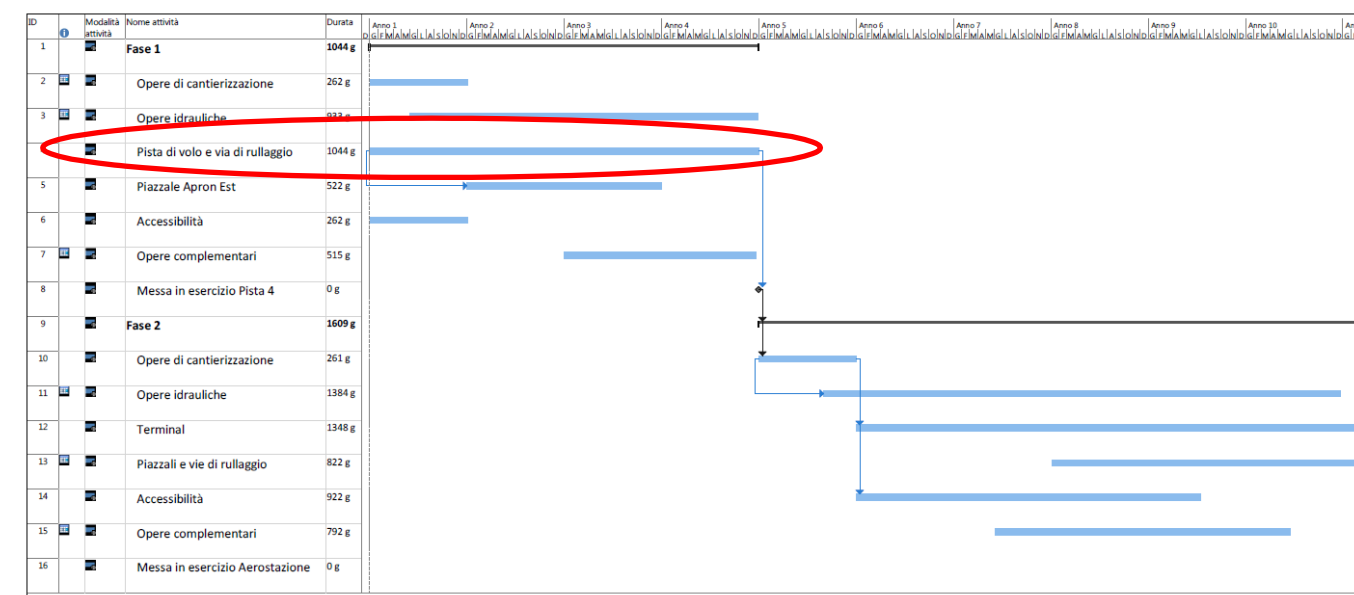 ID Modalità attività Nome attività Durata Anno 1 Anno 2 Anno 3 Anno 4 Anno 5 Anno 6 Anno 7 Anno 8 Anno 9 Anno 10
D G F M A M G L A S O N D G F M A M G L A S O N D G F M A M G L A S O N D G F M A M G L A S O N D G F M A M G L A S O N D G F M A M G L A S O N D G F M A M G L A S O N D G F M A M G L A S O N D G F M A M G L A S O N D G F M A M G L A S O N D G
1 Fase 1 1044 g
2 Opere di cantierizzazione 262 g
3 Opere idrauliche 933 g
Pista di volo e via di rullaggio 1044 g
5 Piazzale Apron Est 522 g
6 Accessibilità 262 g
7 Opere complementari 515 g
8 Messa in esercizio Pista 4 0 g
9 Fase 2 1609 g
10 Opere di cantierizzazione 261 g
11 Opere idrauliche 1384 g
12 Terminal 1348 g
13 Piazzali e vie di rullaggio 822 g
14 Accessibilità 922 g
15 Opere complementari 792 g
16 Messa in esercizio Aerostazione 0 g